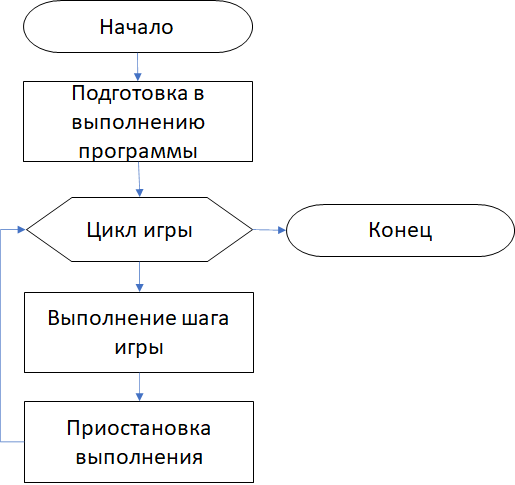 Начало
Подготовка в
выполнению
программы
Цикл игры
Конец
Выполнение шага
игры
Приостановка
выполнения